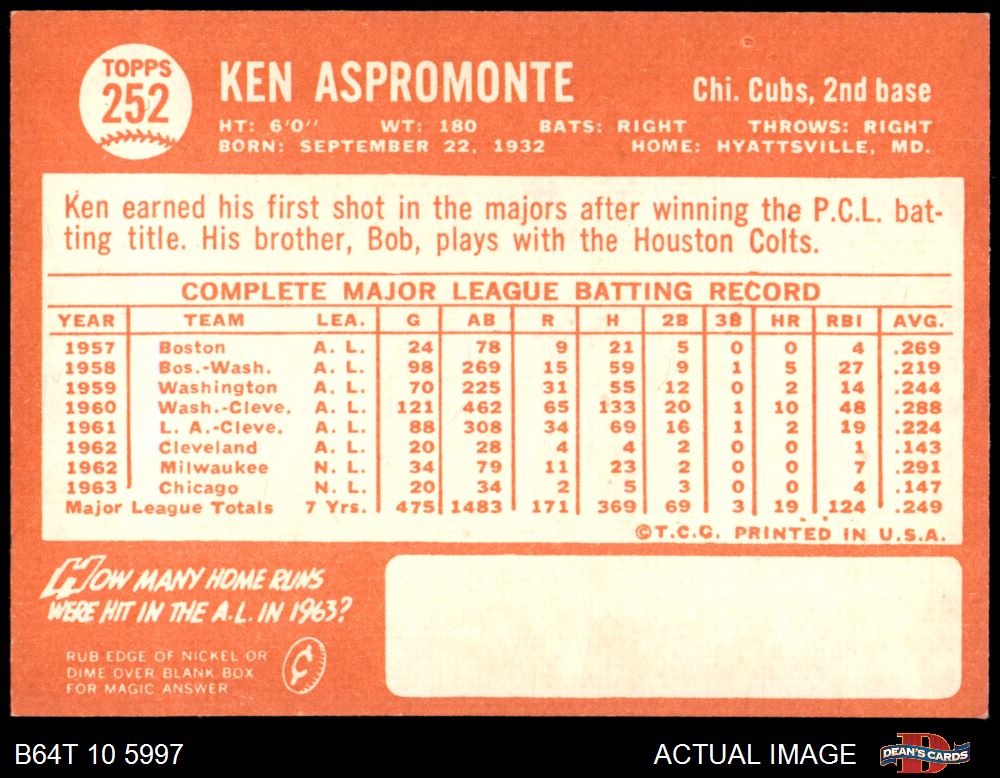 TOPPS
252
KEN ASPROMONTE
Chi. Cubs, 2nd base
HT: 6'0" WT: 180 BATS: RIGHT THROWS: RIGHT
BORN: SEPTEMBER 22, 1932 HOME: HYATTSVILLE, MD.
Ken earned his first shot in the majors after winning the P.C.L. bat-
ting title. His brother, Bob, plays with the Houston Colts.
COMPLETE MAJOR LEAGUE BATTING RECORD
YEAR TEAM LEA. G AB R H 2B 3B HR RBI AVG.
1957 Boston A. L. 24 78 9 21 5 0 0 4 .269
1958 Bos.-Wash. A. L. 98 269 15 59 9 1 5 27 .219
1959 Washington A. L. 70 225 31 55 12 0 2 14 .244
1960 Wash.-Cleve. A. L. 121 462 65 133 20 1 10 48 .288
1961 L. A.-Cleve. A. L. 88 308 34 69 16 1 2 19 .224
1962 Cleveland A. L. 20 28 4 4 2 0 0 1 .143
1962 Milwaukee N. L. 34 79 11 23 2 0 0 7 .291
1963 Chicago N. L. 20 34 2 5 3 0 0 4 .147
Major League Totals 7 Yrs. 475 1483 171 369 69 3 19 124 .249
©T.C.G. PRINTED IN U.S.A.
HOW MANY HOME RUNS
WERE HIT IN THE A.L. IN 1963?
RUB EDGE OF NICKEL OR
DIME OVER BLANK BOX
FOR MAGIC ANSWER
B64T 10 5997
ACTUAL IMAGE
DEAN'S CARDS